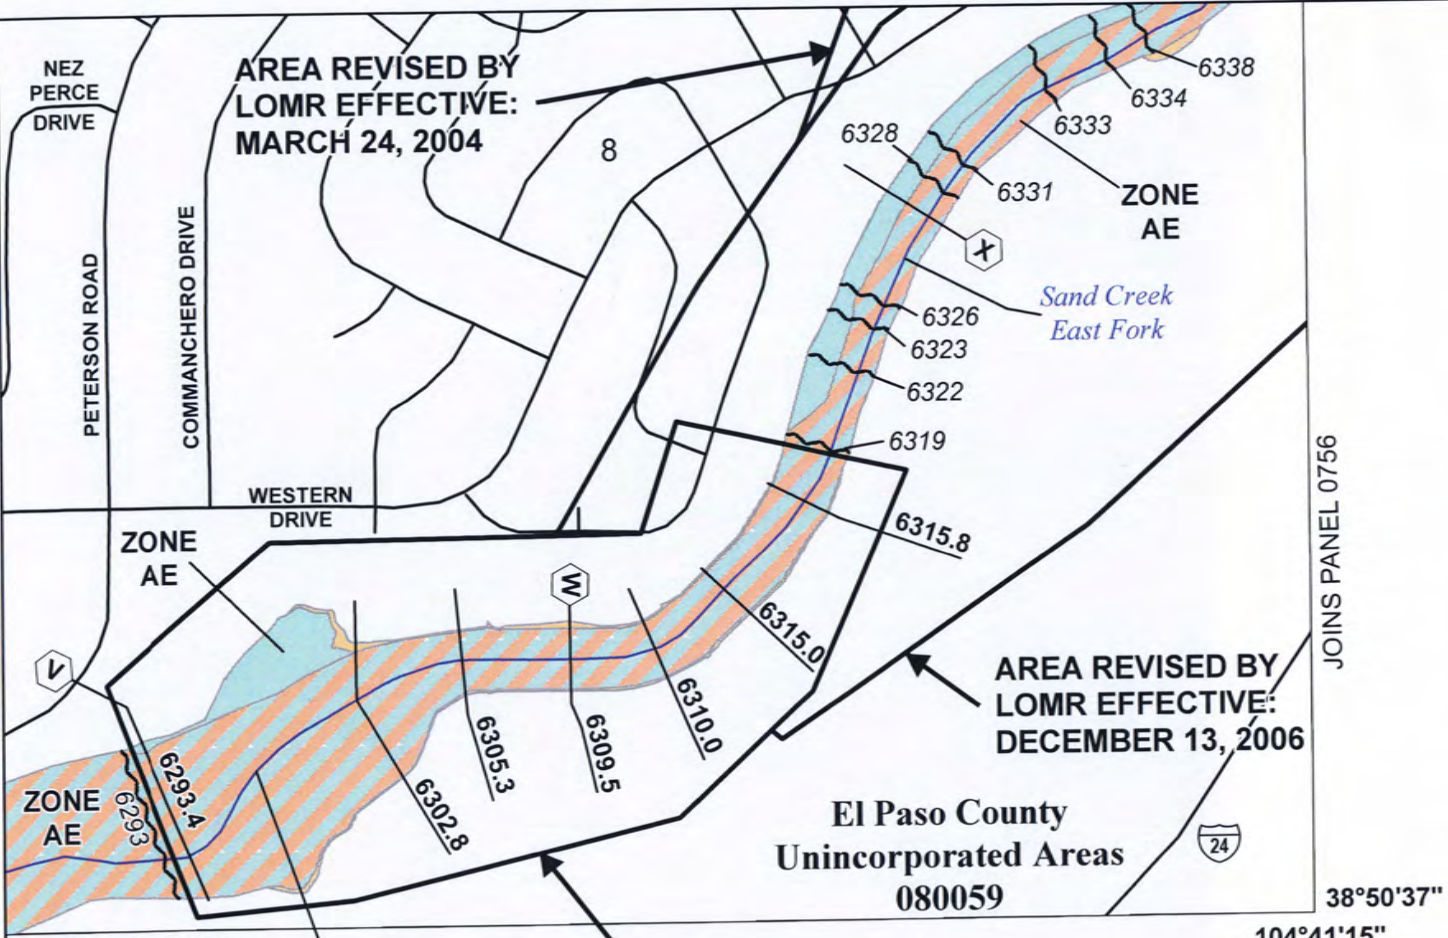 NEZ
PERCE
DRIVE
AREA REVISED BY
LOMR EFFECTIVE:
MARCH 24, 2004
8
6338
6334
6333
6328
6331
ZONE
AE
X
Sand Creek
East Fork
6326
6323
6322
6319
PETERSON ROAD
COMMANCHERO DRIVE
WESTERN
DRIVE
ZONE
AE
W
V
6315.8
6315.0
6310.0
6309.5
6305.3
6302.8
6293.4
6293
ZONE
AE
AREA REVISED BY
LOMR EFFECTIVE:
DECEMBER 13, 2006
El Paso County
Unincorporated Areas
080059
24
JOINS PANEL 0756
38°50'37"
104°41'15"